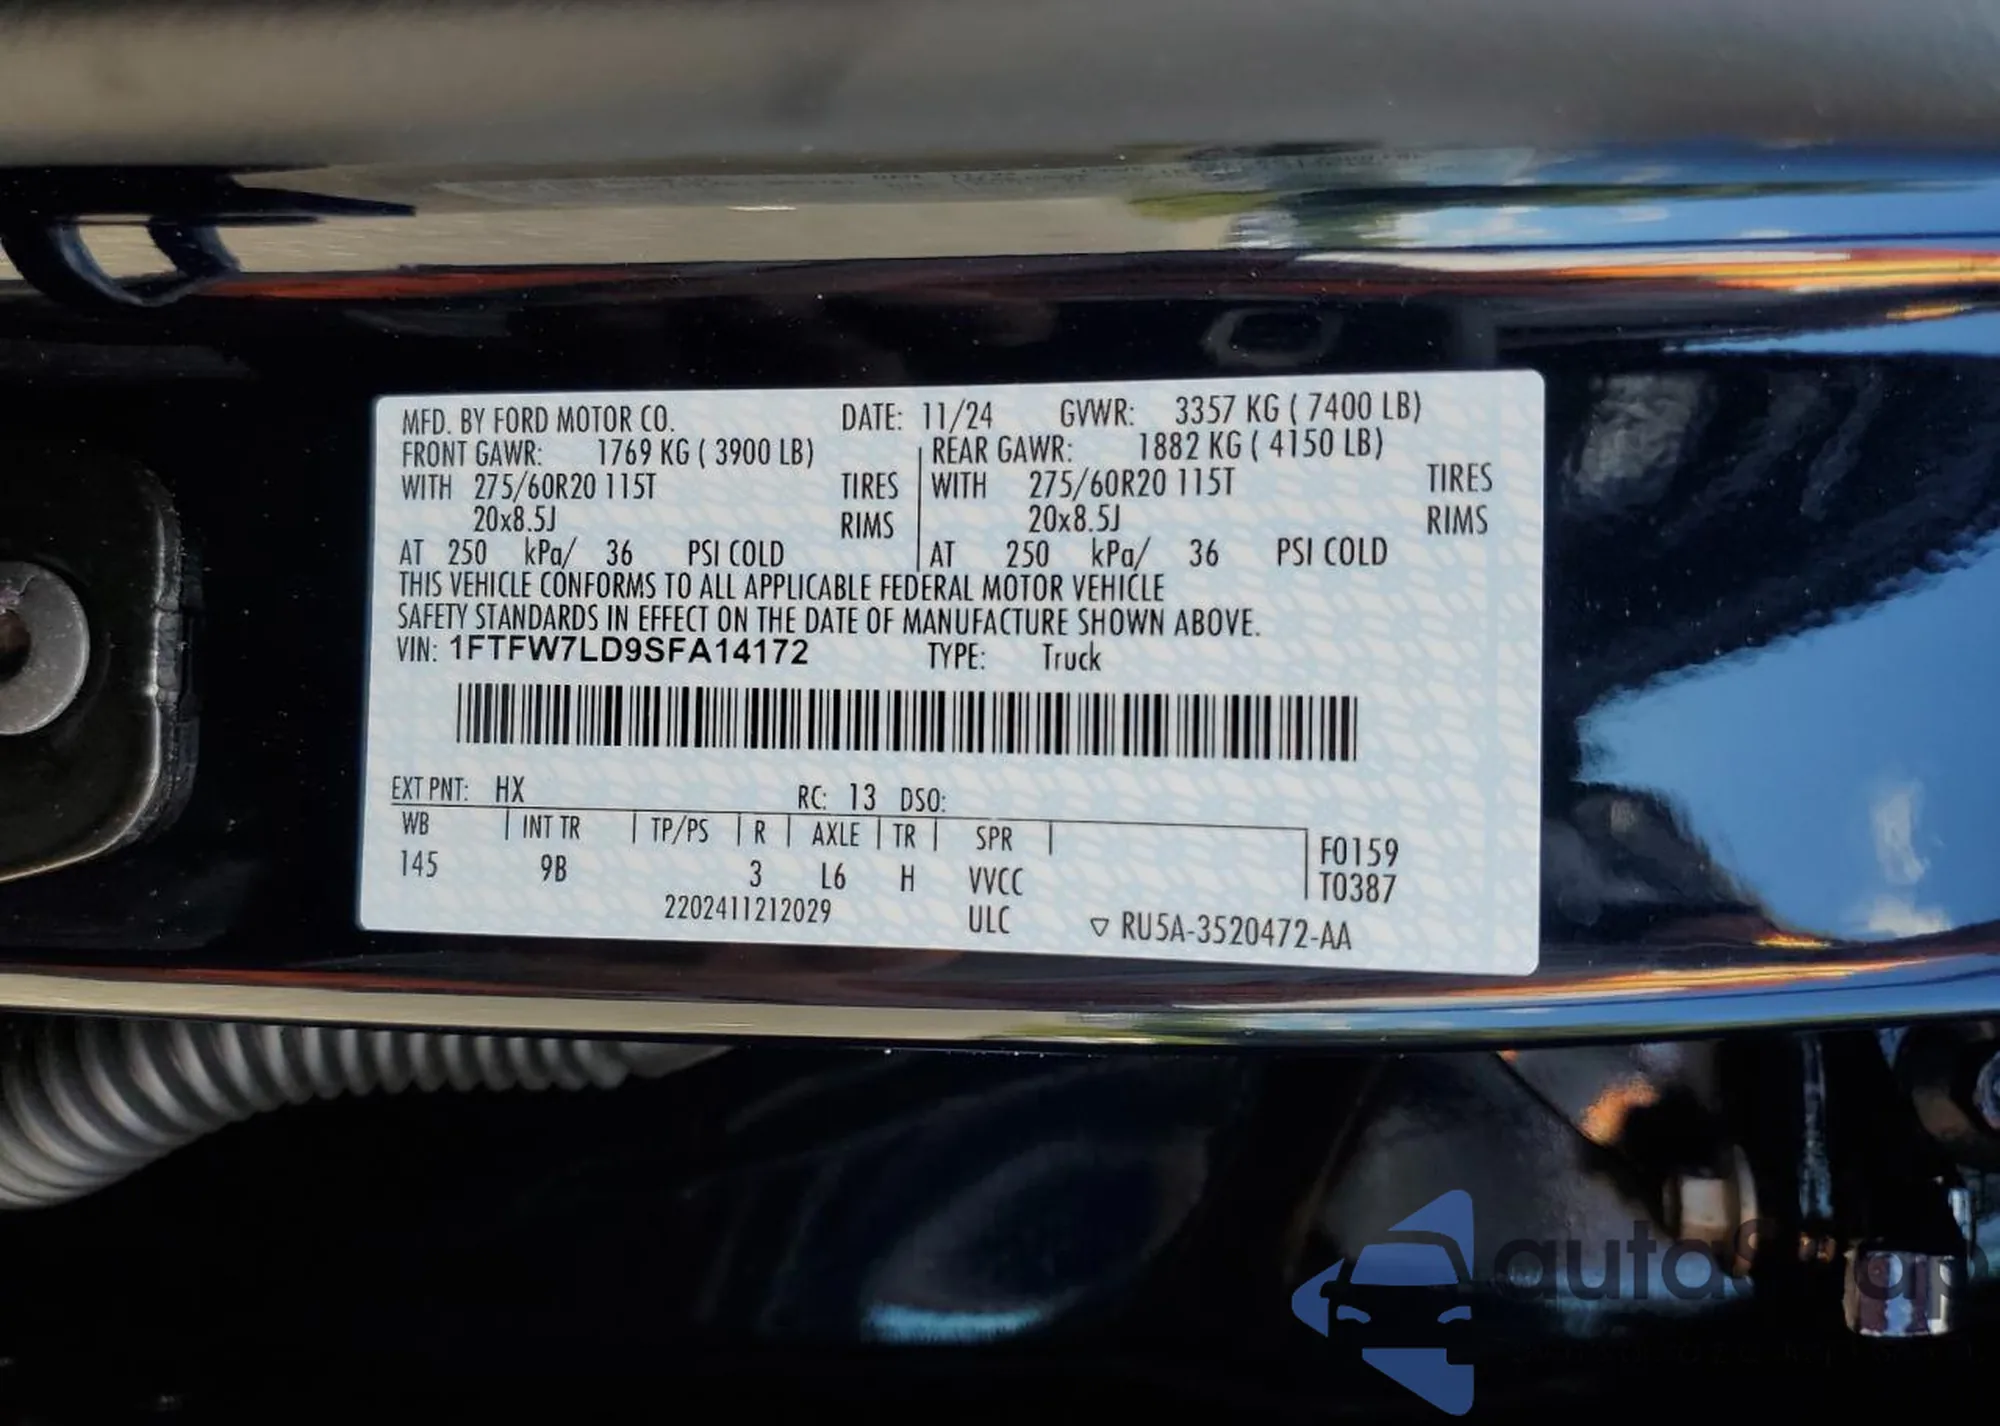 MFD. BY FORD MOTOR CO. DATE: 11/24 GVWR: 3357 KG ( 7400 LB)
FRONT GAWR: 1769 KG ( 3900 LB) REAR GAWR: 1882 KG ( 4150 LB)
WITH 275/60R20 115T TIRES WITH 275/60R20 115T TIRES
20x8.5J RIMS 20x8.5J RIMS
AT 250 kPa/ 36 PSI COLD AT 250 kPa/ 36 PSI COLD
THIS VEHICLE CONFORMS TO ALL APPLICABLE FEDERAL MOTOR VEHICLE
SAFETY STANDARDS IN EFFECT ON THE DATE OF MANUFACTURE SHOWN ABOVE.
VIN: 1FTFW7LD9SFA14172 TYPE: Truck
EXT PNT: HX RC: 13 DSO:
WB INT TR TP/PS R AXLE TR SPR F0159
145 9B 3 L6 H VVCC T0387
2202411212029 ULC ▽ RU5A-3520472-AA